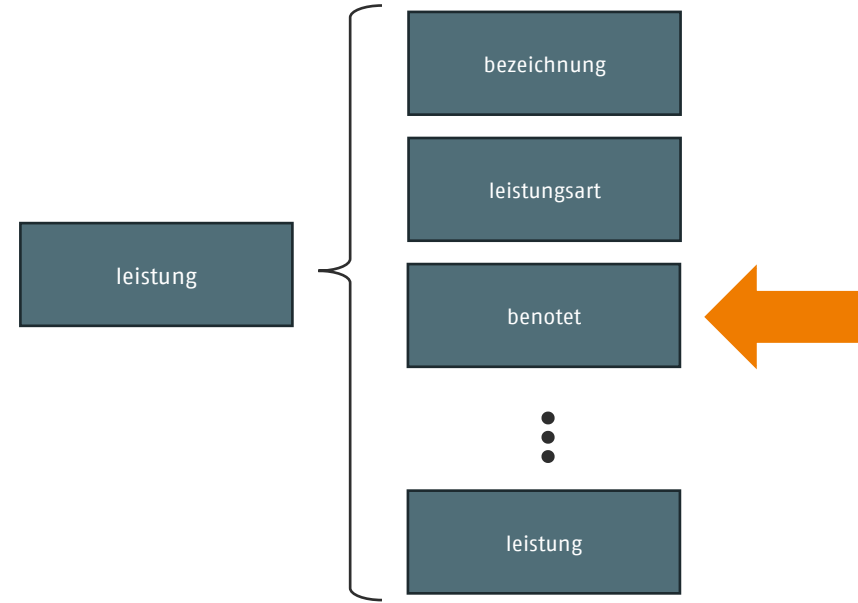 bezeichnung
leistungsart
leistung
benotet
leistung